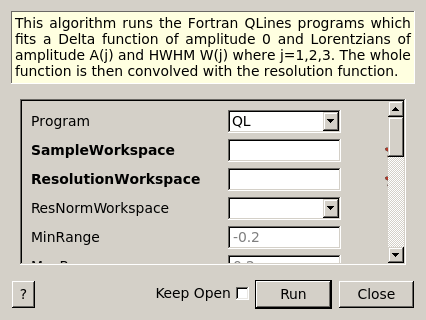 This algorithm runs the Fortran QLines programs which
fits a Delta function of amplitude 0 and Lorentzians of
amplitude A(j) and HWHM W(j) where j=1,2,3. The whole
function is then convolved with the resolution function.
Program QL
SampleWorkspace
ResolutionWorkspace
ResNormWorkspace
MinRange -0.2
? Keep Open Run Close